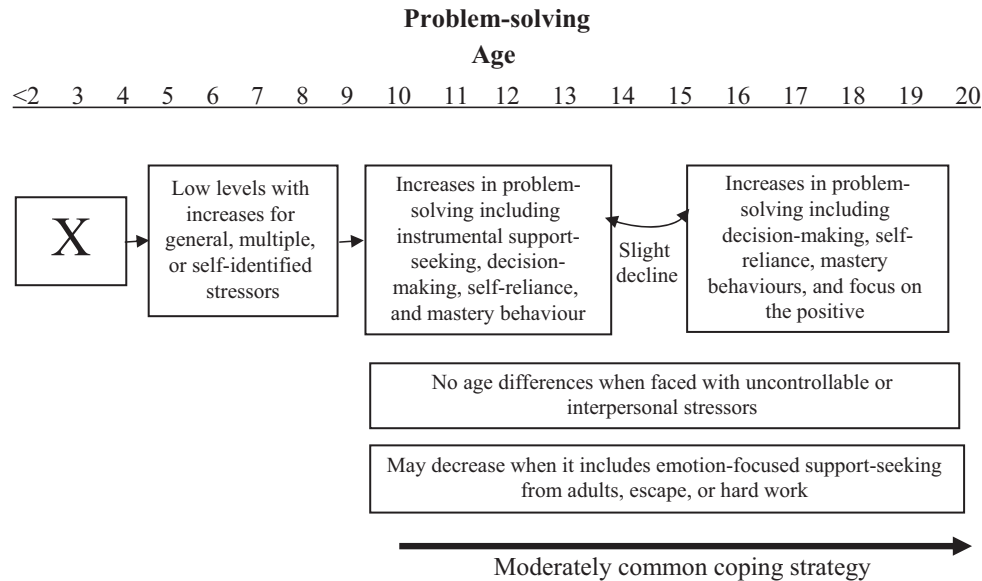 Problem-solving
Age
<2 3 4 5 6 7 8 9 10 11 12 13 14 15 16 17 18 19 20
X
Low levels with
increases for
general, multiple,
or self-identified
stressors
Increases in problem-
solving including
instrumental support-
seeking, decision-
making, self-reliance,
and mastery behaviour
Slight
decline
Increases in problem-
solving including
decision-making, self-
reliance, mastery
behaviours, and focus on
the positive
No age differences when faced with uncontrollable or
interpersonal stressors
May decrease when it includes emotion-focused support-seeking
from adults, escape, or hard work
Moderately common coping strategy